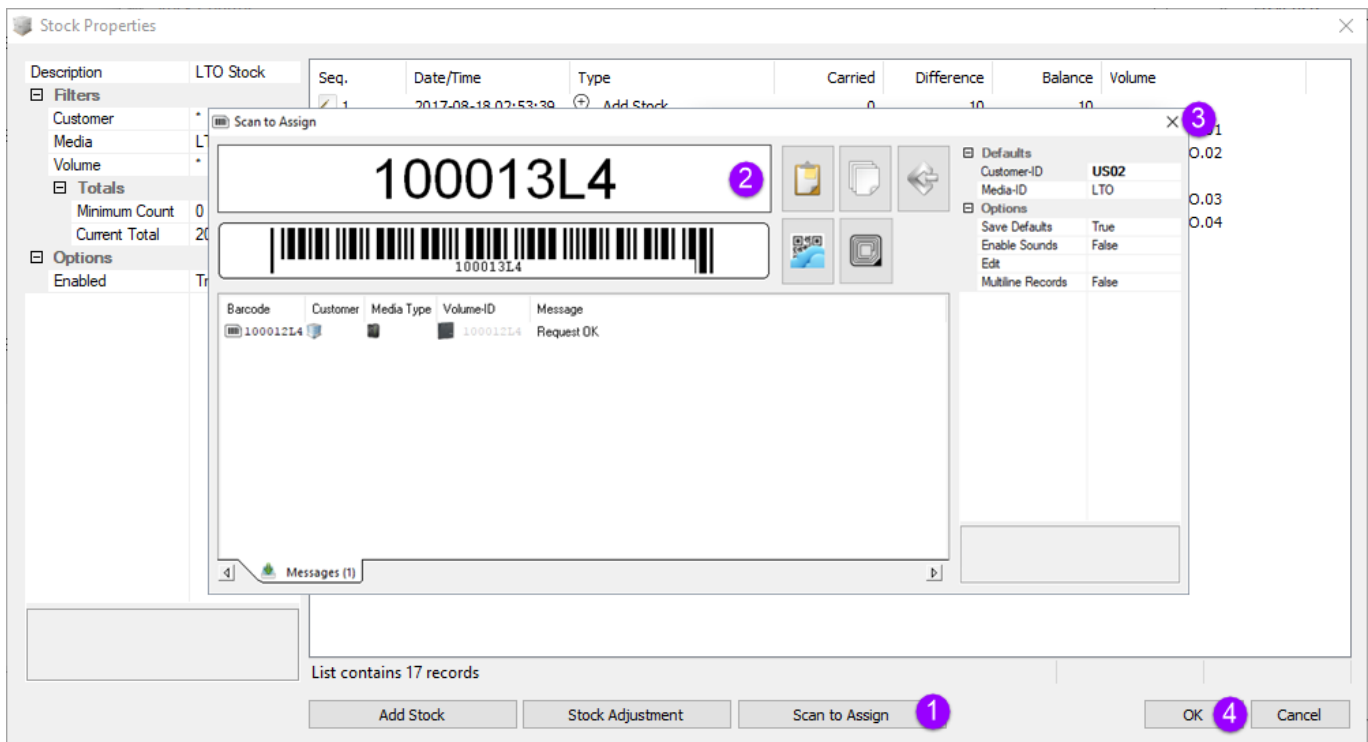 Stock Properties
Description LTO Stock
Seq. Date/Time Type Carried Difference Balance Volume
Filters
1 2017-08-18 02:53:39 Add Stock 0 10 10
Customer *
Media
Volume *
Totals
Minimum Count 0
Current Total
Options
Enabled
Scan to Assign
3
100013L4
2
100013L4
Defaults
Customer-ID US02
Media-ID LTO
Options
Save Defaults True
Enable Sounds False
Edit
Multiline Records False
Barcode Customer Media Type Volume-ID Message
100012L4 100012L4 Request OK
Messages (1)
1
O.02
O.03
O.04
List contains 17 records
Add Stock Stock Adjustment Scan to Assign 1 OK 4 Cancel